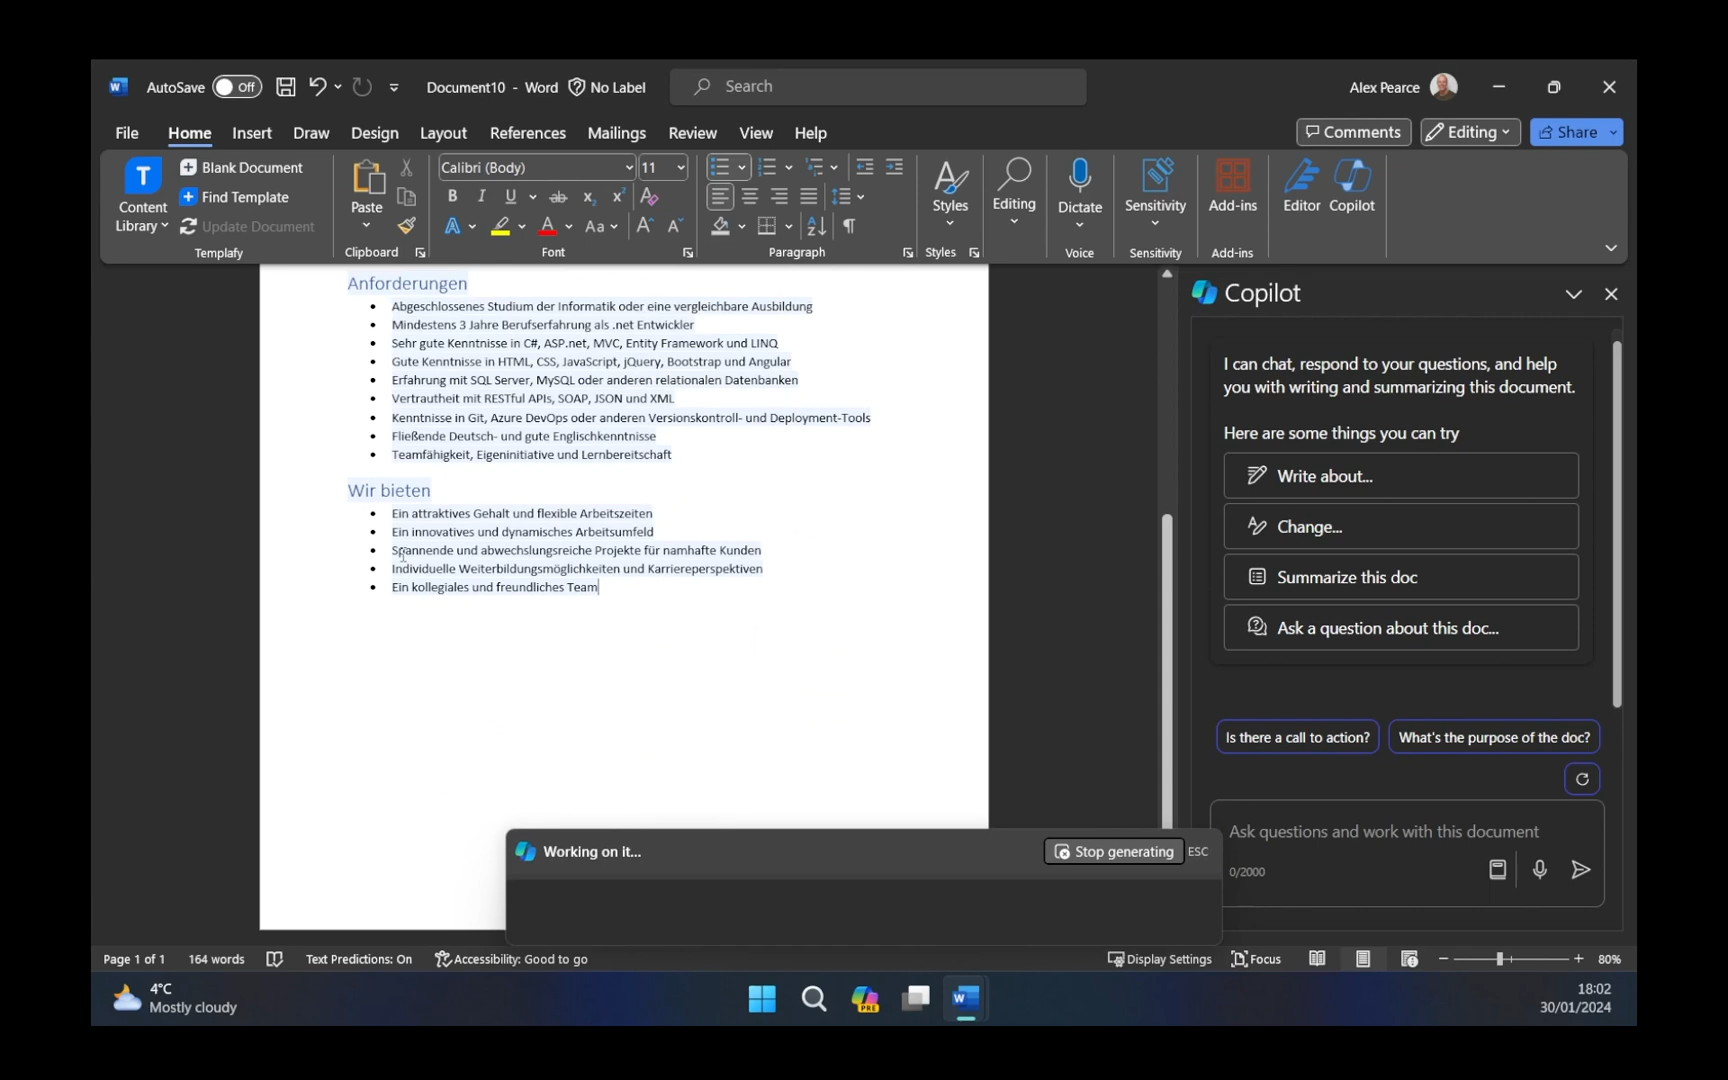 AutoSave Off Document10 - Word No Label Search Alex Pearce
File Home Insert Draw Design Layout References Mailings Review View Help Comments Editing Share
Content Library
Blank Document
Find Template
Update Document
Templafy
Paste
Clipboard
Calibri (Body) 11
B I U ab x₂ x² A
A A Aa A A
Font
Paragraph
Styles
Styles
Editing
Dictate
Voice
Sensitivity
Sensitivity
Add-ins
Add-ins
Editor
Copilot
Anforderungen
• Abgeschlossenes Studium der Informatik oder eine vergleichbare Ausbildung
• Mindestens 3 Jahre Berufserfahrung als .net Entwickler
• Sehr gute Kenntnisse in C#, ASP.net, MVC, Entity Framework und LINQ
• Gute Kenntnisse in HTML, CSS, JavaScript, jQuery, Bootstrap und Angular
• Erfahrung mit SQL Server, MySQL oder anderen relationalen Datenbanken
• Vertrautheit mit RESTful APIs, SOAP, JSON und XML
• Kenntnisse in Git, Azure DevOps oder anderen Versionskontroll- und Deployment-Tools
• Fließende Deutsch- und gute Englischkenntnisse
• Teamfähigkeit, Eigeninitiative und Lernbereitschaft
Wir bieten
• Ein attraktives Gehalt und flexible Arbeitszeiten
• Ein innovatives und dynamisches Arbeitsumfeld
• Spannende und abwechslungsreiche Projekte für namhafte Kunden
• Individuelle Weiterbildungsmöglichkeiten und Karriereperspektiven
• Ein kollegiales und freundliches Team
Working on it...
Stop generating ESC
Copilot
I can chat, respond to your questions, and help
you with writing and summarizing this document.
Here are some things you can try
Write about...
Change...
Summarize this doc
Ask a question about this doc...
Is there a call to action? What's the purpose of the doc?
Ask questions and work with this document
0/2000
Page 1 of 1 164 words Text Predictions: On Accessibility: Good to go Display Settings Focus 80%
4°C
Mostly cloudy
PRE
18:02
30/01/2024